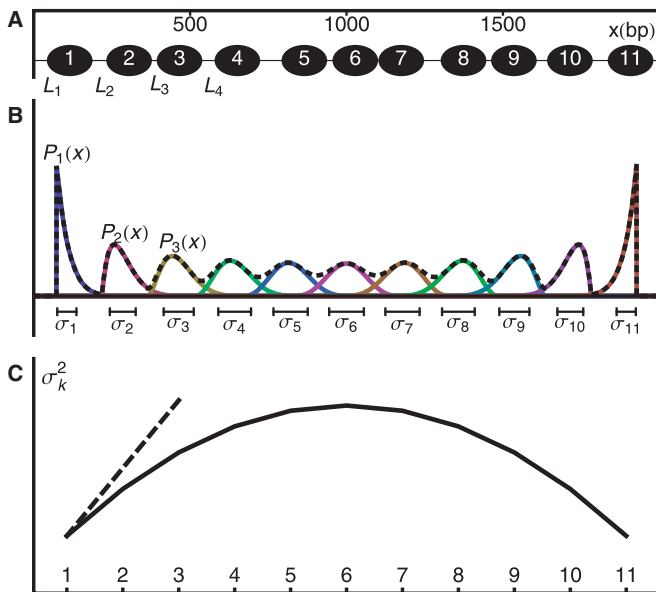 A
500 1000 1500 x(bp)
1 2 3 4 5 6 7 8 9 10 11
L₁ L₂ L₃ L₄
B
P₁(x)
P₂(x) P₃(x)
σ₁ σ₂ σ₃ σ₄ σ₅ σ₆ σ₇ σ₈ σ₉ σ₁₀ σ₁₁
C
σ²ₖ
1 2 3 4 5 6 7 8 9 10 11